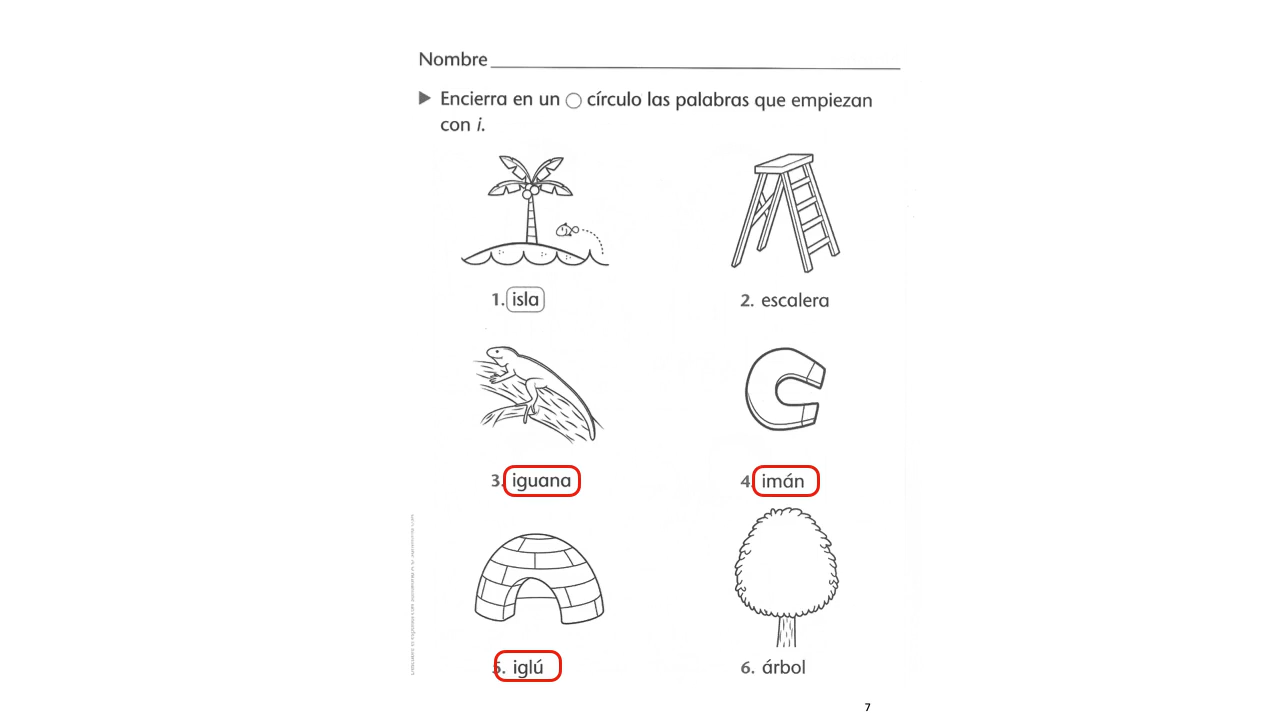 Nombre
Encierra en un círculo las palabras que empiezan
con i.
1. isla
2. escalera
3. iguana
4. imán
5. iglú
6. árbol
7